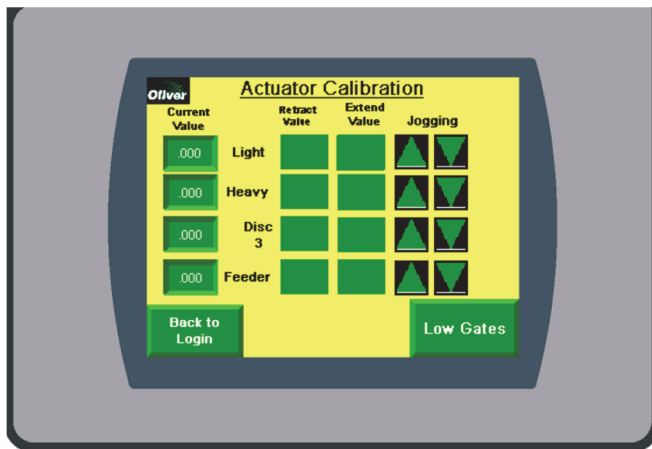 Oliver
Actuator Calibration
Current
Value
Retract
Value
Extend
Value
Jogging
.000
Light
.000
Heavy
.000
Disc
3
.000
Feeder
Back to
Login
Low Gates